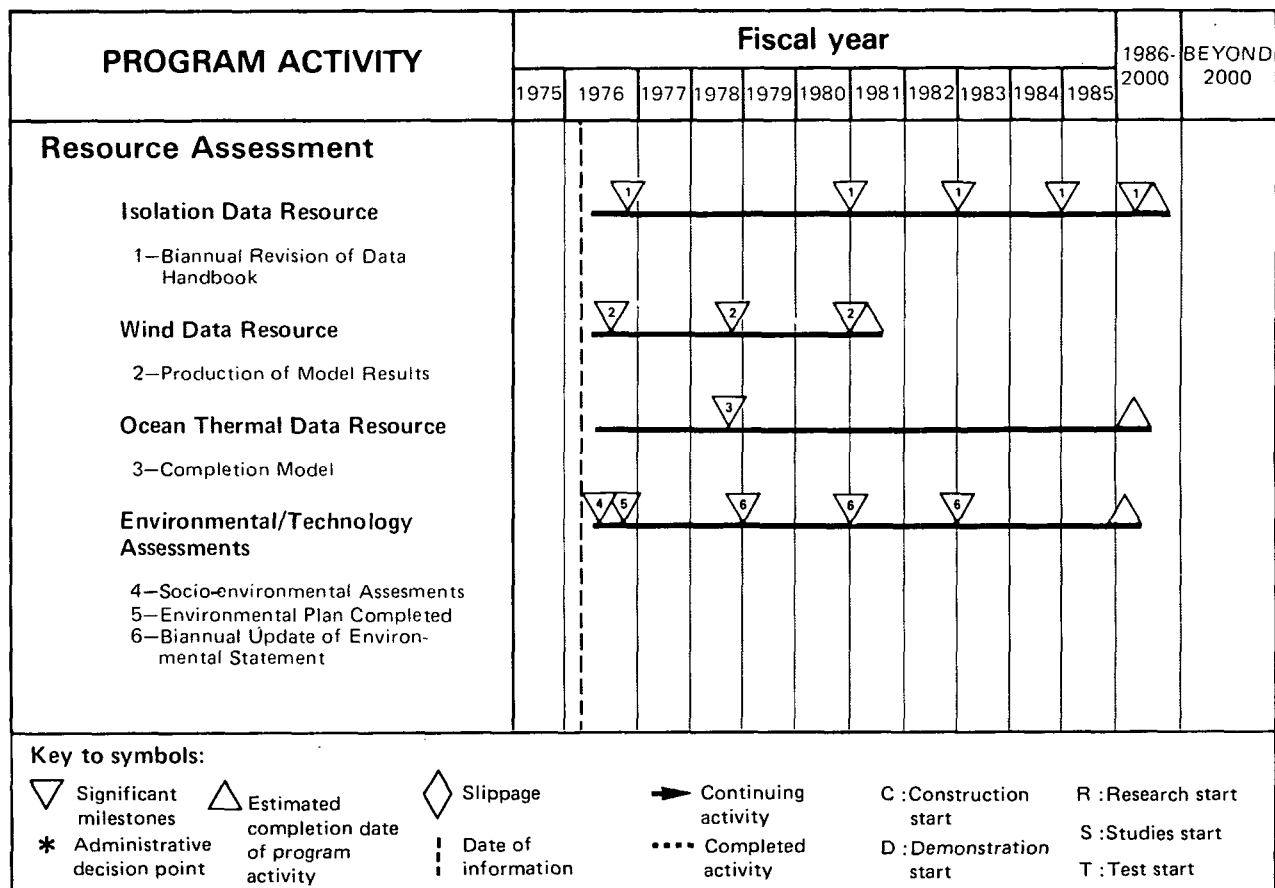 PROGRAM ACTIVITY
Fiscal year
1986-
2000
BEYOND
2000
1975 1976 1977 1978 1979 1980 1981 1982 1983 1984 1985
Resource Assessment
1 1 1 1 1
Isolation Data Resource
1—Biannual Revision of Data
Handbook
2 2 2
Wind Data Resource
2—Production of Model Results
3
Ocean Thermal Data Resource
3—Completion Model
4 5 6 6 6
Environmental/Technology
Assessments
4—Socio-environmental Assesments
5—Environmental Plan Completed
6—Biannual Update of Environ-
mental Statement
Key to symbols:
Significant
milestones
* Administrative
decision point
Estimated
completion date
of program
activity
Slippage
Date of
information
Continuing
activity
Completed
activity
C : Construction
start
D : Demonstration
start
R : Research start
S : Studies start
T : Test start